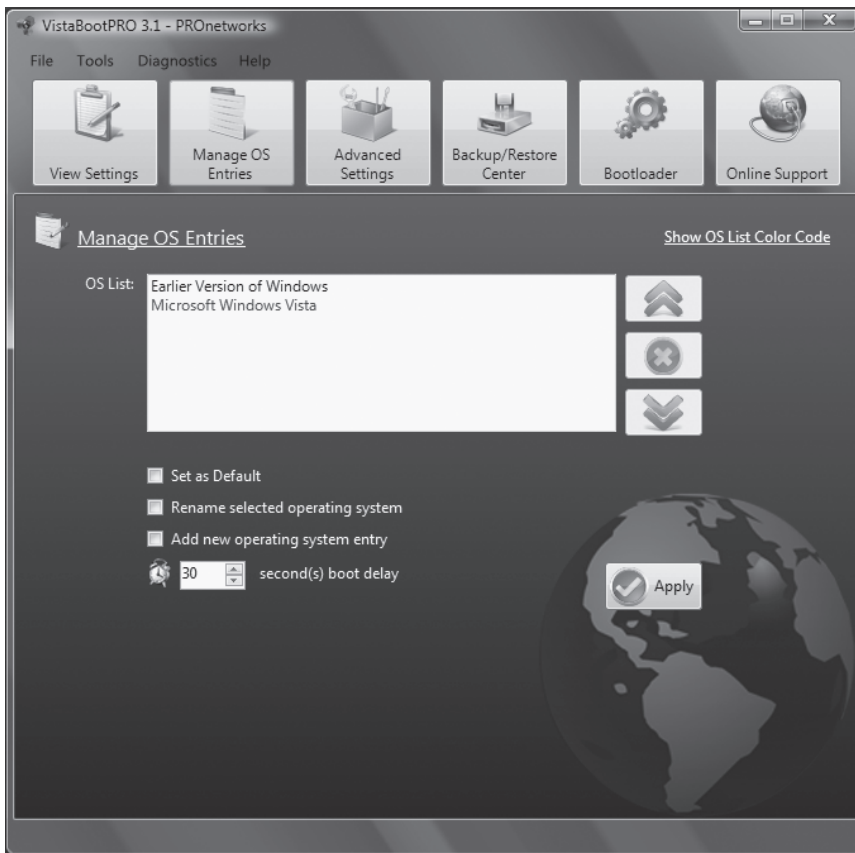 VistaBootPRO 3.1 - PROnetworks
File Tools Diagnostics Help
View Settings
Manage OS
Entries
Advanced
Settings
Backup/Restore
Center
Bootloader
Online Support
Manage OS Entries
Show OS List Color Code
OS List:
Earlier Version of Windows
Microsoft Windows Vista
Set as Default
Rename selected operating system
Add new operating system entry
30 second(s) boot delay
Apply